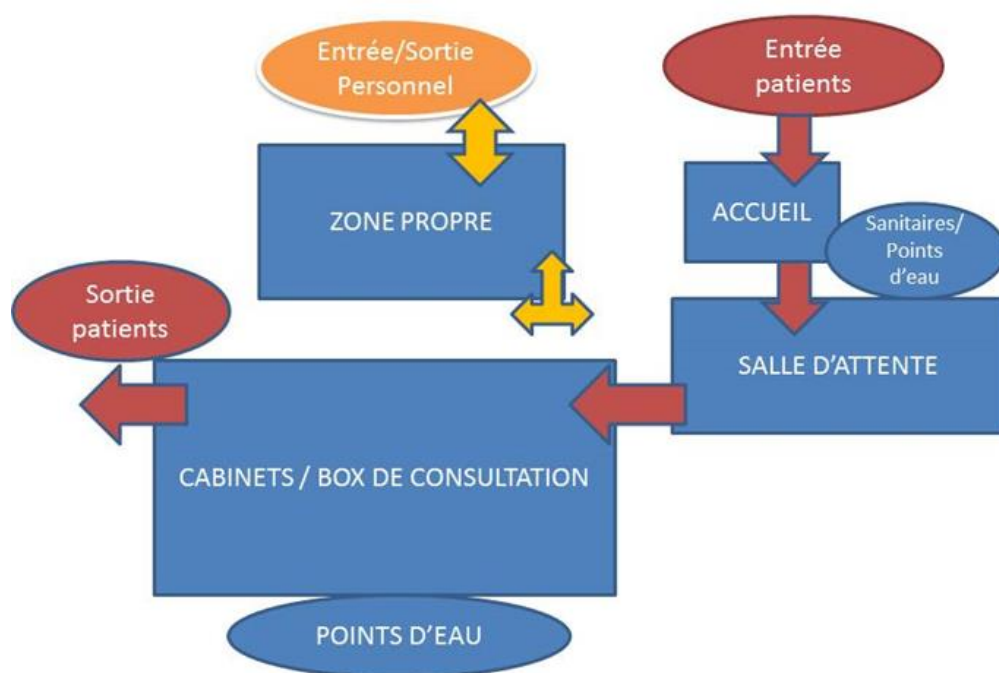 Entrée/Sortie
Personnel
Entrée
patients
ZONE PROPRE
ACCUEIL
Sanitaires/
Points
d'eau
Sortie
patients
SALLE D'ATTENTE
CABINETS / BOX DE CONSULTATION
POINTS D'EAU